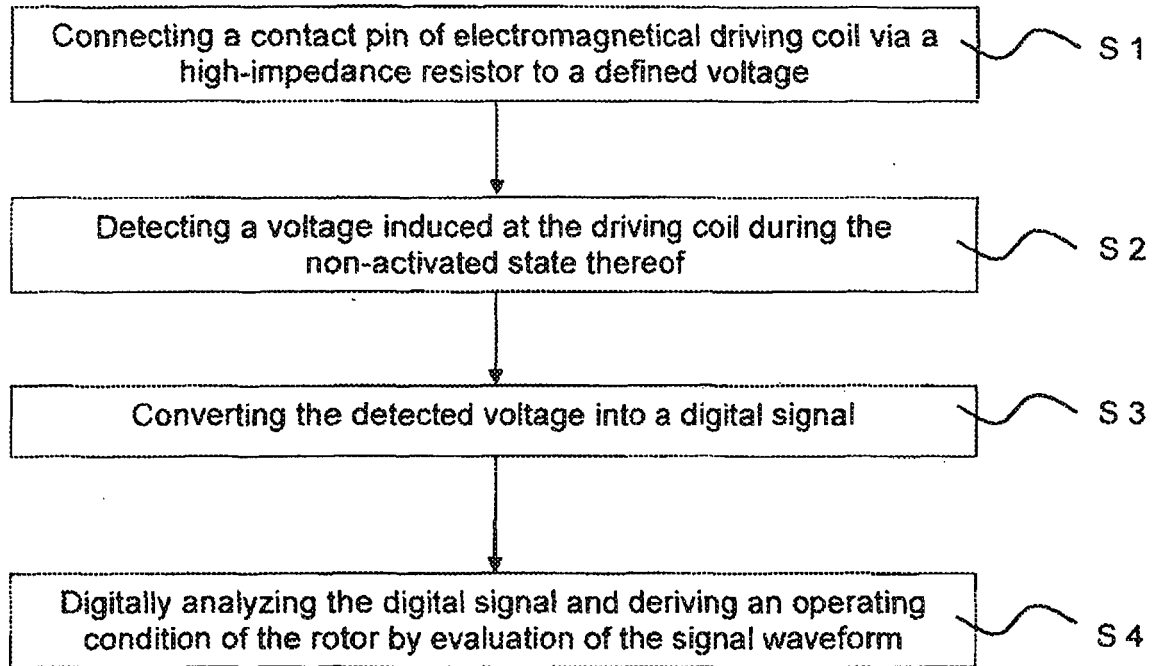 Connecting a contact pin of electromagnetical driving coil via a
high-impedance resistor to a defined voltage
S 1
Detecting a voltage induced at the driving coil during the
non-activated state thereof
S 2
Converting the detected voltage into a digital signal
S 3
Digitally analyzing the digital signal and deriving an operating
condition of the rotor by evaluation of the signal waveform
S 4